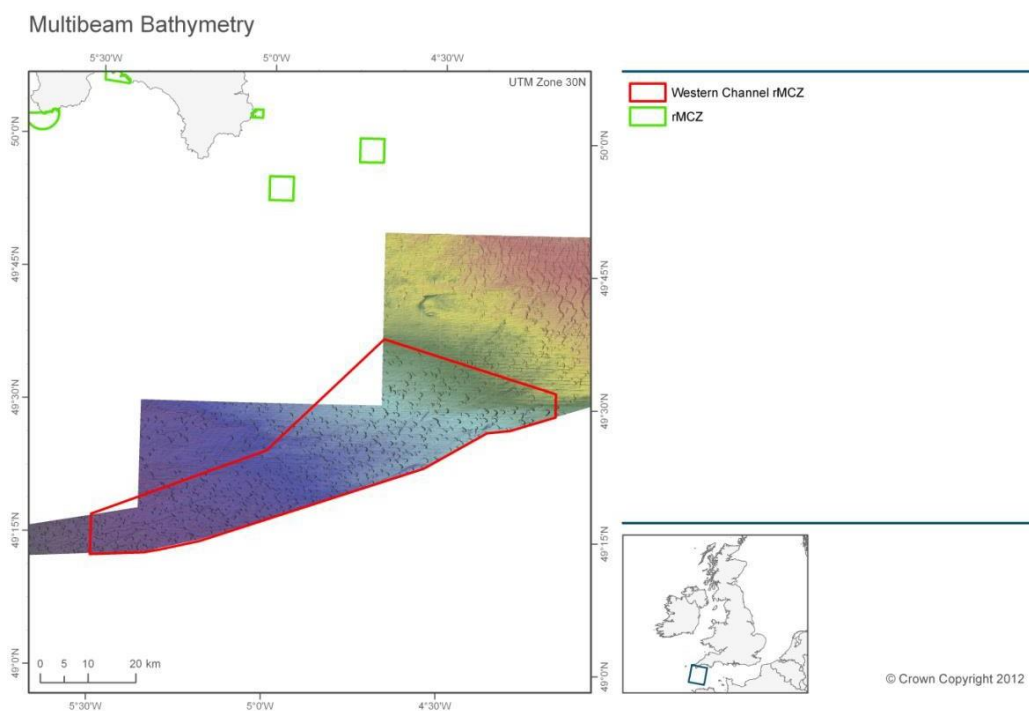 Multibeam Bathymetry
5°30'W
5°0'W
4°30'W
UTM Zone 30N
Western Channel rMCZ
rMCZ
50°0'N
50°0'N
49°45'N
49°45'N
49°30'N
49°30'N
49°15'N
49°15'N
49°0'N
49°0'N
0 5 10 20 km
5°30'W
5°0'W
4°30'W
© Crown Copyright 2012